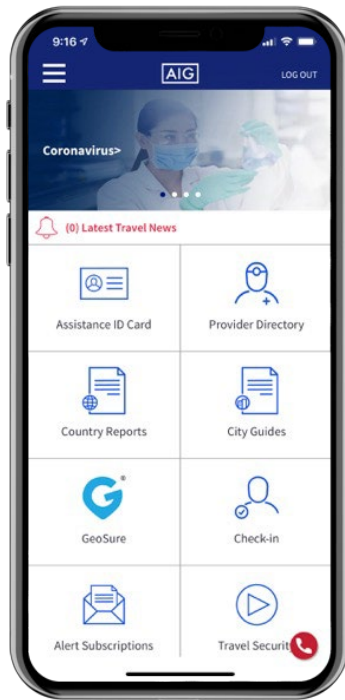 9:16
AIG
LOG OUT
Coronavirus>
(0) Latest Travel News
Assistance ID Card
Provider Directory
Country Reports
City Guides
G
GeoSure
Check-in
Alert Subscriptions
Travel Securit